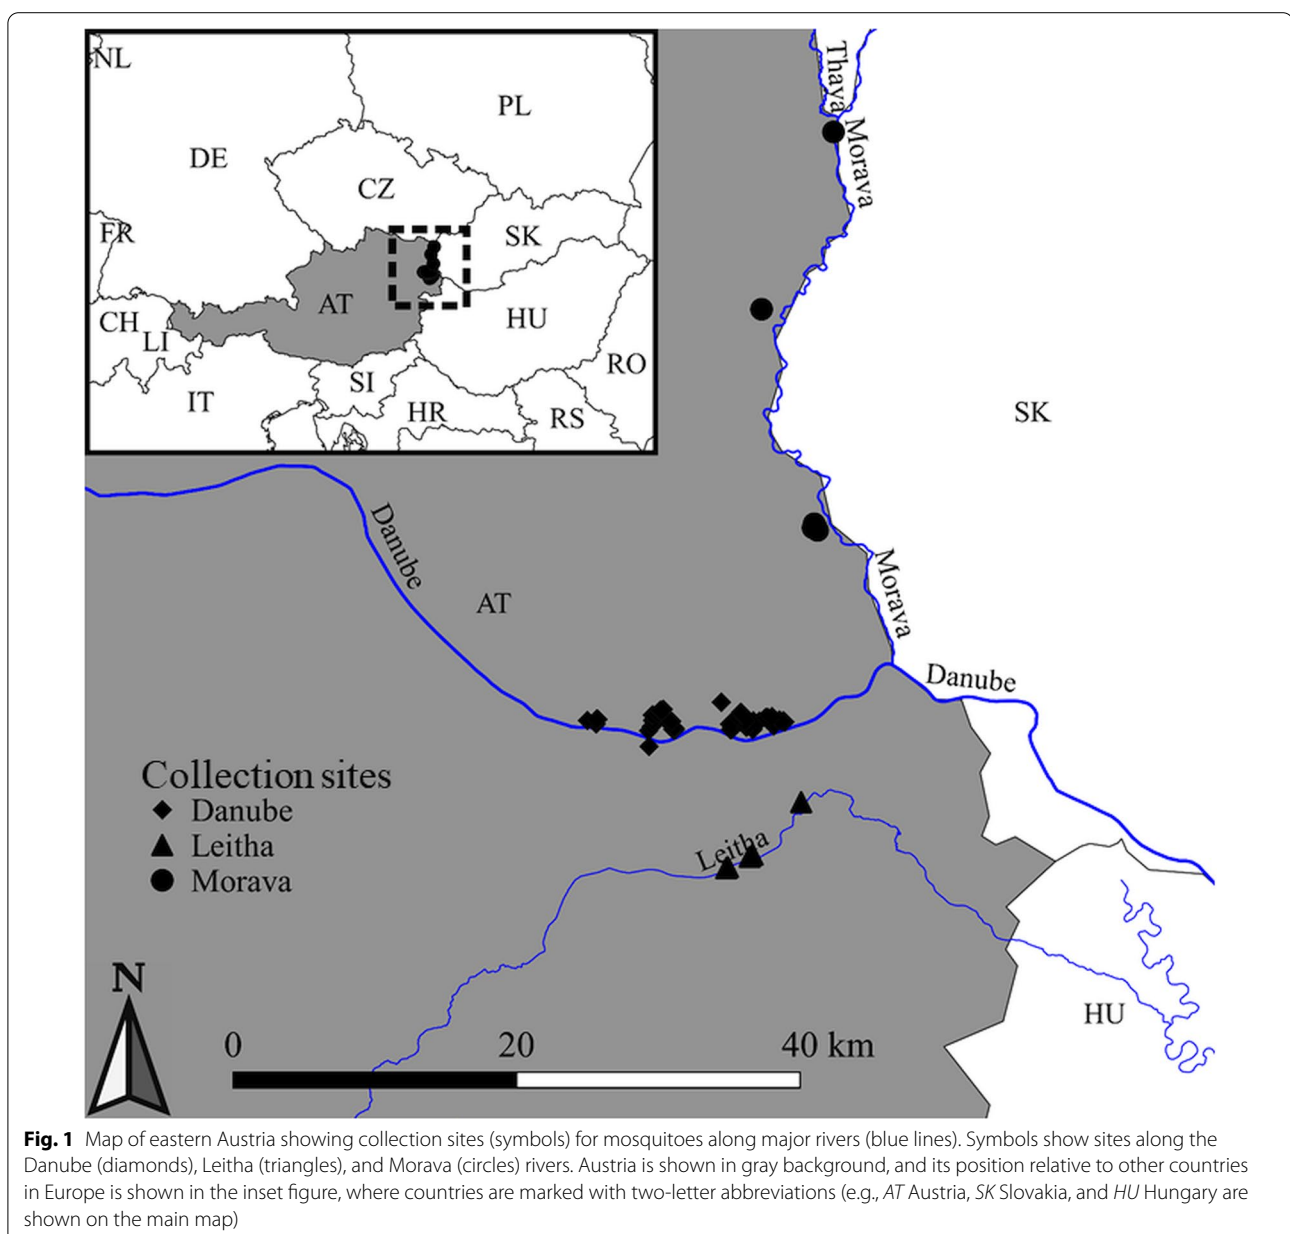 NL
PL
DE
CZ
FR
SK
AT
CH
LI
HU
RO
SI
IT
HR
RS
Thaya
Morava
SK
Danube
AT
Morava
Danube
Collection sites
Danube
Leitha
Morava
Leitha
N
HU
0 20 40 km
Fig. 1 Map of eastern Austria showing collection sites (symbols) for mosquitoes along major rivers (blue lines). Symbols show sites along the
Danube (diamonds), Leitha (triangles), and Morava (circles) rivers. Austria is shown in gray background, and its position relative to other countries
in Europe is shown in the inset figure, where countries are marked with two-letter abbreviations (e.g., AT Austria, SK Slovakia, and HU Hungary are
shown on the main map)